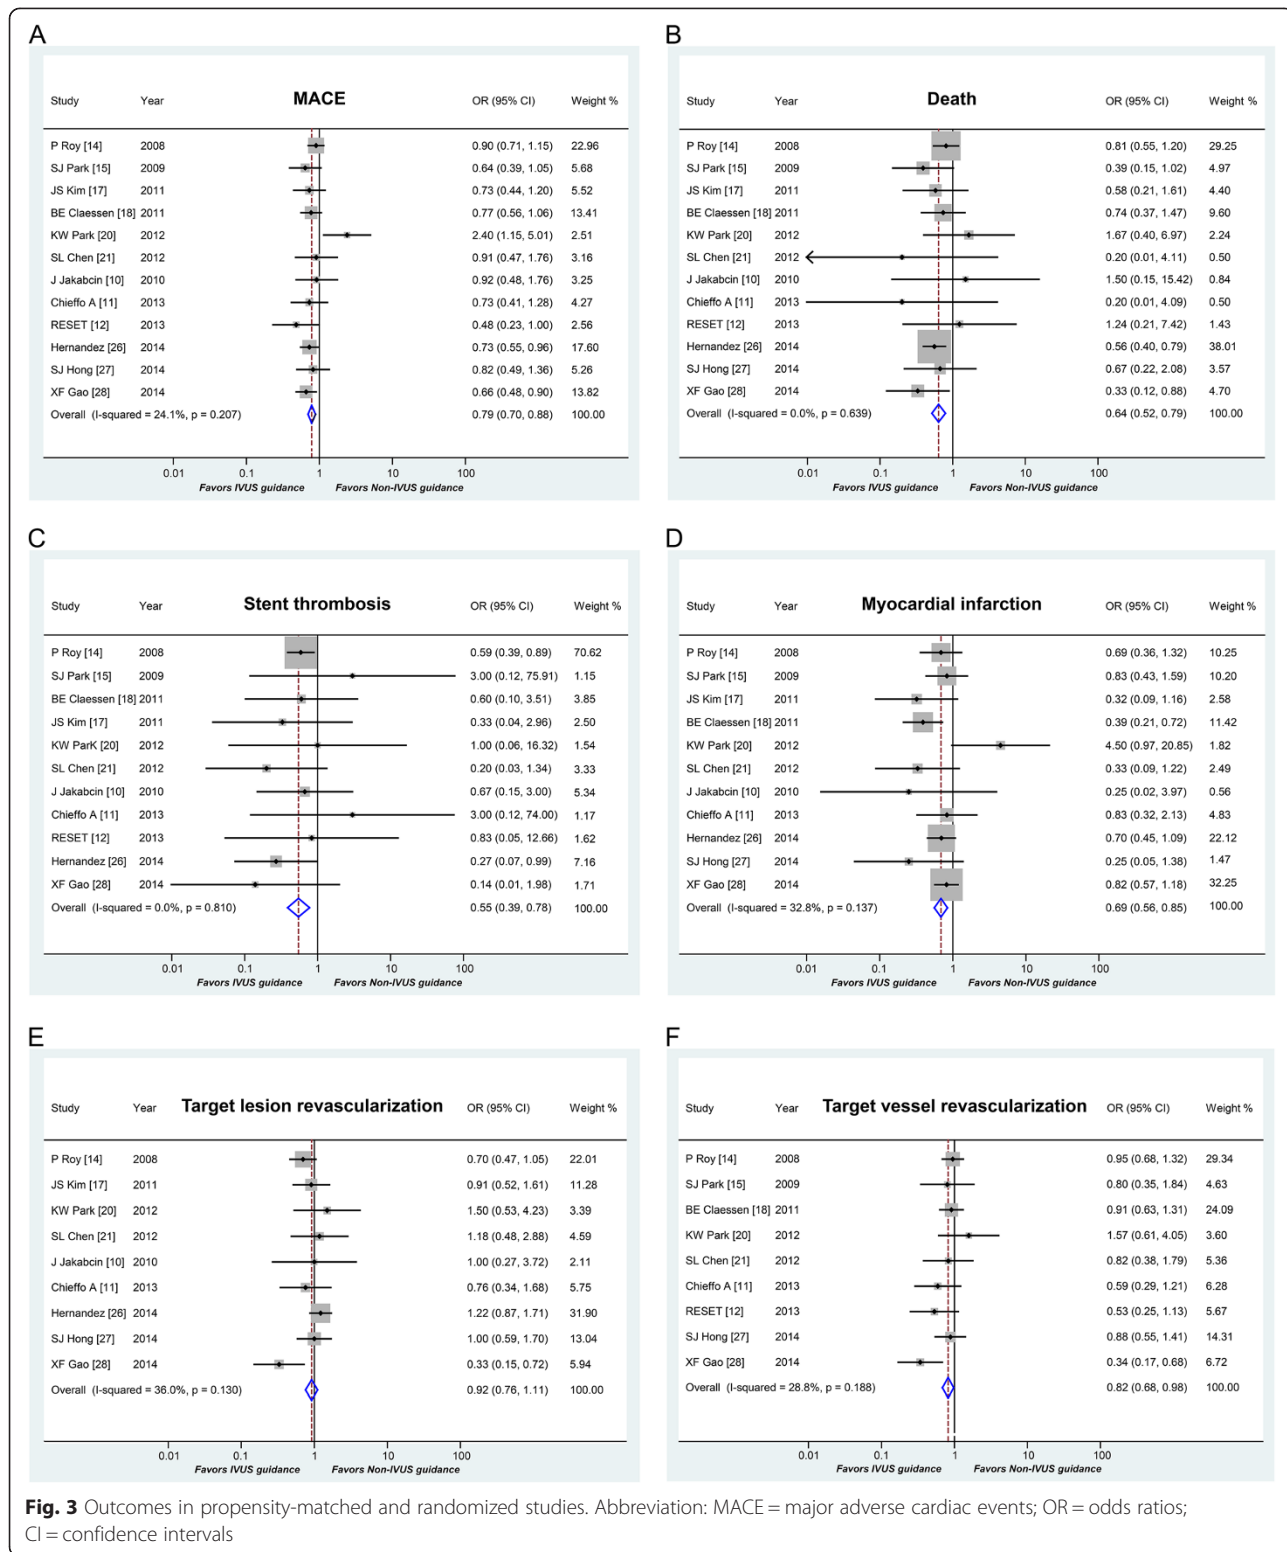 A
MACE
Study Year OR (95% CI) Weight %
P Roy [14] 2008 0.90 (0.71, 1.15) 22.96
SJ Park [15] 2009 0.64 (0.39, 1.05) 5.68
JS Kim [17] 2011 0.73 (0.44, 1.20) 5.52
BE Claessen [18] 2011 0.77 (0.56, 1.06) 13.41
KW Park [20] 2012 2.40 (1.15, 5.01) 2.51
SL Chen [21] 2012 0.91 (0.47, 1.76) 3.16
J Jakabcin [10] 2010 0.92 (0.48, 1.76) 3.25
Chieffo A [11] 2013 0.73 (0.41, 1.28) 4.27
RESET [12] 2013 0.48 (0.23, 1.00) 2.56
Hernandez [26] 2014 0.73 (0.55, 0.96) 17.60
SJ Hong [27] 2014 0.82 (0.49, 1.36) 5.26
XF Gao [28] 2014 0.66 (0.48, 0.90) 13.82
Overall (I-squared = 24.1%, p = 0.207) 0.79 (0.70, 0.88) 100.00
0.01 0.1 1 10 100
Favors IVUS guidance Favors Non-IVUS guidance
B
Death
Study Year OR (95% CI) Weight %
P Roy [14] 2008 0.81 (0.55, 1.20) 29.25
SJ Park [15] 2009 0.39 (0.15, 1.02) 4.97
JS Kim [17] 2011 0.58 (0.21, 1.61) 4.40
BE Claessen [18] 2011 0.74 (0.37, 1.47) 9.60
KW Park [20] 2012 1.67 (0.40, 6.97) 2.24
SL Chen [21] 2012 0.20 (0.01, 4.11) 0.50
J Jakabcin [10] 2010 1.50 (0.15, 15.42) 0.84
Chieffo A [11] 2013 0.20 (0.01, 4.09) 0.50
RESET [12] 2013 1.24 (0.21, 7.42) 1.43
Hernandez [26] 2014 0.56 (0.40, 0.79) 38.01
SJ Hong [27] 2014 0.67 (0.22, 2.08) 3.57
XF Gao [28] 2014 0.33 (0.12, 0.88) 4.70
Overall (I-squared = 0.0%, p = 0.639) 0.64 (0.52, 0.79) 100.00
0.01 0.1 1 10 100
Favors IVUS guidance Favors Non-IVUS guidance
C
Stent thrombosis
Study Year OR (95% CI) Weight %
P Roy [14] 2008 0.59 (0.39, 0.89) 70.62
SJ Park [15] 2009 3.00 (0.12, 75.91) 1.15
BE Claessen [18] 2011 0.60 (0.10, 3.51) 3.85
JS Kim [17] 2011 0.33 (0.04, 2.96) 2.50
KW ParK [20] 2012 1.00 (0.06, 16.32) 1.54
SL Chen [21] 2012 0.20 (0.03, 1.34) 3.33
J Jakabcin [10] 2010 0.67 (0.15, 3.00) 5.34
Chieffo A [11] 2013 3.00 (0.12, 74.00) 1.17
RESET [12] 2013 0.83 (0.05, 12.66) 1.62
Hernandez [26] 2014 0.27 (0.07, 0.99) 7.16
XF Gao [28] 2014 0.14 (0.01, 1.98) 1.71
Overall (I-squared = 0.0%, p = 0.810) 0.55 (0.39, 0.78) 100.00
0.01 0.1 1 10 100
Favors IVUS guidance Favors Non-IVUS guidance
D
Myocardial infarction
Study Year OR (95% CI) Weight %
P Roy [14] 2008 0.69 (0.36, 1.32) 10.25
SJ Park [15] 2009 0.83 (0.43, 1.59) 10.20
JS Kim [17] 2011 0.32 (0.09, 1.16) 2.58
BE Claessen [18] 2011 0.39 (0.21, 0.72) 11.42
KW Park [20] 2012 4.50 (0.97, 20.85) 1.82
SL Chen [21] 2012 0.33 (0.09, 1.22) 2.49
J Jakabcin [10] 2010 0.25 (0.02, 3.97) 0.56
Chieffo A [11] 2013 0.83 (0.32, 2.13) 4.83
Hernandez [26] 2014 0.70 (0.45, 1.09) 22.12
SJ Hong [27] 2014 0.25 (0.05, 1.38) 1.47
XF Gao [28] 2014 0.82 (0.57, 1.18) 32.25
Overall (I-squared = 32.8%, p = 0.137) 0.69 (0.56, 0.85) 100.00
0.01 0.1 1 10 100
Favors IVUS guidance Favors Non-IVUS guidance
E
Target lesion revascularization
Study Year OR (95% CI) Weight %
P Roy [14] 2008 0.70 (0.47, 1.05) 22.01
JS Kim [17] 2011 0.91 (0.52, 1.61) 11.28
KW Park [20] 2012 1.50 (0.53, 4.23) 3.39
SL Chen [21] 2012 1.18 (0.48, 2.88) 4.59
J Jakabcin [10] 2010 1.00 (0.27, 3.72) 2.11
Chieffo A [11] 2013 0.76 (0.34, 1.68) 5.75
Hernandez [26] 2014 1.22 (0.87, 1.71) 31.90
SJ Hong [27] 2014 1.00 (0.59, 1.70) 13.04
XF Gao [28] 2014 0.33 (0.15, 0.72) 5.94
Overall (I-squared = 36.0%, p = 0.130) 0.92 (0.76, 1.11) 100.00
0.01 0.1 1 10 100
Favors IVUS guidance Favors Non-IVUS guidance
F
Target vessel revascularization
Study Year OR (95% CI) Weight %
P Roy [14] 2008 0.95 (0.68, 1.32) 29.34
SJ Park [15] 2009 0.80 (0.35, 1.84) 4.63
BE Claessen [18] 2011 0.91 (0.63, 1.31) 24.09
KW Park [20] 2012 1.57 (0.61, 4.05) 3.60
SL Chen [21] 2012 0.82 (0.38, 1.79) 5.36
Chieffo A [11] 2013 0.59 (0.29, 1.21) 6.28
RESET [12] 2013 0.53 (0.25, 1.13) 5.67
SJ Hong [27] 2014 0.88 (0.55, 1.41) 14.31
XF Gao [28] 2014 0.34 (0.17, 0.68) 6.72
Overall (I-squared = 28.8%, p = 0.188) 0.82 (0.68, 0.98) 100.00
0.01 0.1 1 10 100
Favors IVUS guidance Favors Non-IVUS guidance
Fig. 3 Outcomes in propensity-matched and randomized studies. Abbreviation: MACE = major adverse cardiac events; OR = odds ratios;
CI = confidence intervals